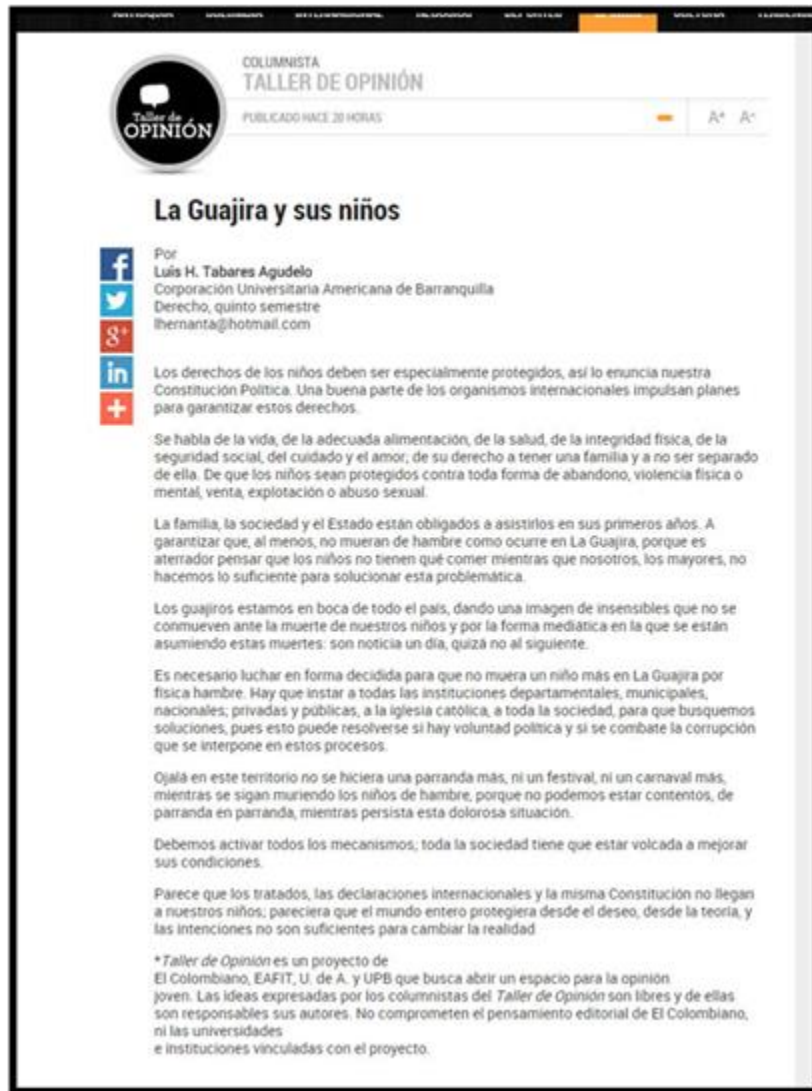 COLUMNISTA
TALLER DE OPINIÓN
Taller de
OPINIÓN
PUBLICADO HACE 20 HORAS
A+ A-
La Guajira y sus niños
Por
Luis H. Tabares Agudelo
Corporación Universitaria Americana de Barranquilla
Derecho, quinto semestre
lhernanta@hotmail.com
Los derechos de los niños deben ser especialmente protegidos, así lo enuncia nuestra
Constitución Política. Una buena parte de los organismos internacionales impulsan planes
para garantizar estos derechos.
Se habla de la vida, de la adecuada alimentación, de la salud, de la integridad física, de la
seguridad social, del cuidado y el amor; de su derecho a tener una familia y a no ser separado
de ella. De que los niños sean protegidos contra toda forma de abandono, violencia física o
mental, venta, explotación o abuso sexual.
La familia, la sociedad y el Estado están obligados a asistirlos en sus primeros años. A
garantizar que, al menos, no mueran de hambre como ocurre en La Guajira, porque es
aterrador pensar que los niños no tienen qué comer mientras que nosotros, los mayores, no
hacemos lo suficiente para solucionar esta problemática.
Los guajiros estamos en boca de todo el país, dando una imagen de insensibles que no se
conmueven ante la muerte de nuestros niños y por la forma mediática en la que se están
asumiendo estas muertes: son noticia un día, quizá no al siguiente.
Es necesario luchar en forma decidida para que no muera un niño más en La Guajira por
física hambre. Hay que instar a todas las instituciones departamentales, municipales,
nacionales; privadas y públicas, a la iglesia católica, a toda la sociedad, para que busquemos
soluciones, pues esto puede resolverse si hay voluntad política y si se combate la corrupción
que se interpone en estos procesos.
Ojalá en este territorio no se hiciera una parranda más, ni un festival, ni un carnaval más,
mientras se sigan muriendo los niños de hambre, porque no podemos estar contentos, de
parranda en parranda, mientras persista esta dolorosa situación.
Debemos activar todos los mecanismos; toda la sociedad tiene que estar volcada a mejorar
sus condiciones.
Parece que los tratados, las declaraciones internacionales y la misma Constitución no llegan
a nuestros niños; pareciera que el mundo entero protegiera desde el deseo, desde la teoría, y
las intenciones no son suficientes para cambiar la realidad
*Taller de Opinión es un proyecto de
El Colombiano, EAFIT, U. de A. y UPB que busca abrir un espacio para la opinión
joven. Las ideas expresadas por los columnistas del Taller de Opinión son libres y de ellas
son responsables sus autores. No comprometen el pensamiento editorial de El Colombiano,
ni las universidades
e instituciones vinculadas con el proyecto.